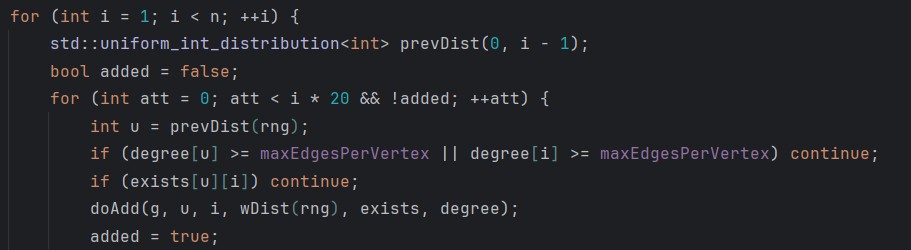 for (int i = 1; i < n; ++i) {
    std::uniform_int_distribution<int> prevDist(0, i - 1);
    bool added = false;
    for (int att = 0; att < i * 20 && !added; ++att) {
        int u = prevDist(rng);
        if (degree[u] >= maxEdgesPerVertex || degree[i] >= maxEdgesPerVertex) continue;
        if (exists[u][i]) continue;
        doAdd(g, u, i, wDist(rng), exists, degree);
        added = true;